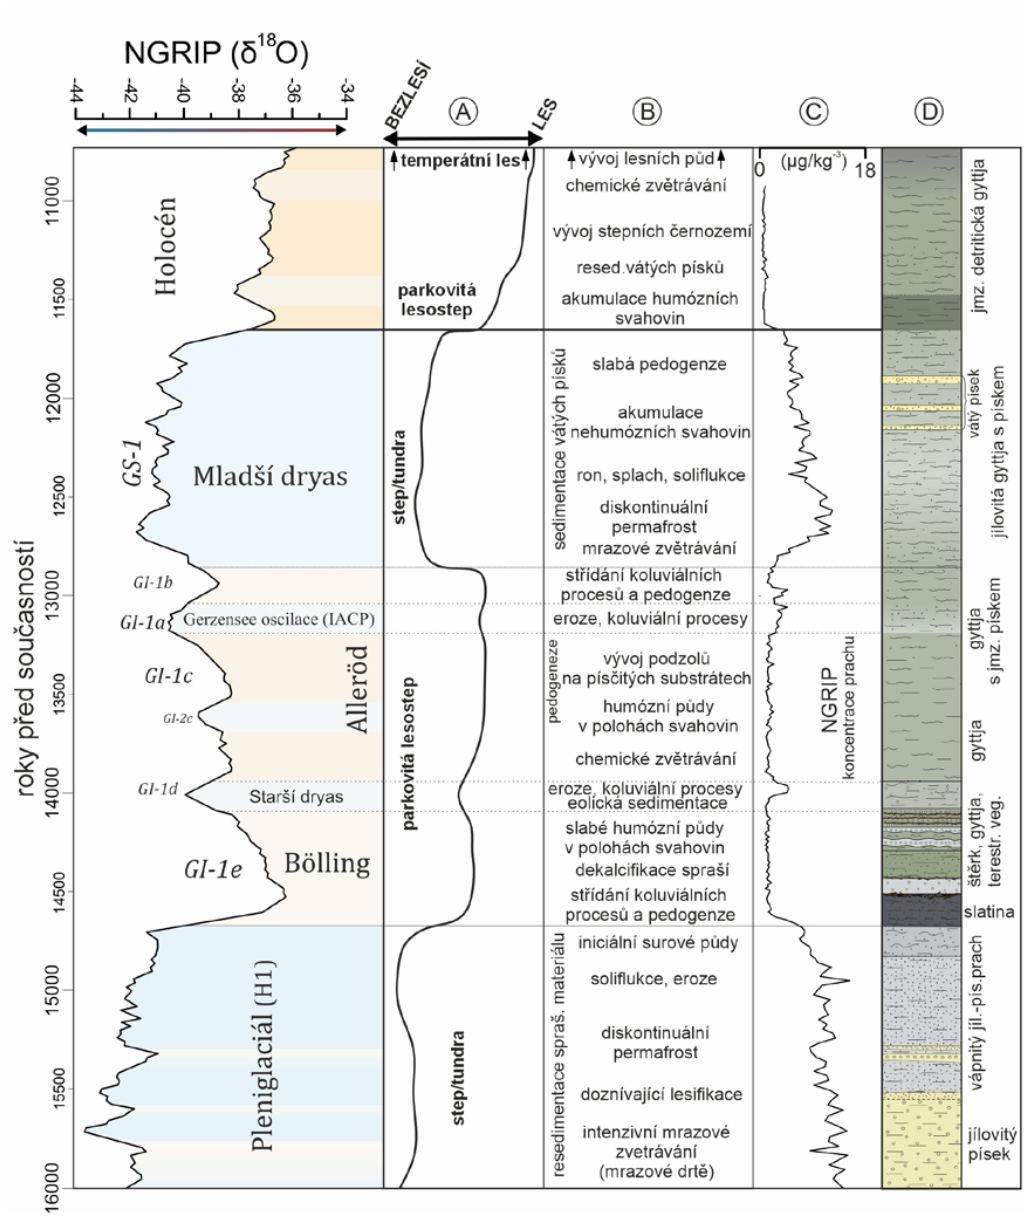 NGRIP (δ¹⁸O)
-44
-42
-40
-38
-36
-34
BEZLESÍ
LES
A
B
C
D
roky před současností
11000
11500
12000
12500
13000
13500
14000
14500
15000
15500
16000
Holocén
GS-1
Mladší dryas
GI-1b
GI-1a
Gerzensee oscilace (IACP)
GI-1c
GI-2c
Alleröd
GI-1d
Starší dryas
GI-1e
Bölling
Pleniglaciál (H1)
temperátní les
parkovitá
lesostep
step/tundra
parkovitá lesostep
step/tundra
vývoj lesních půd
chemické zvětrávání
vývoj stepních černozemí
resed.vátých písků
akumulace humózních
svahovin
sedimentace vátých písků
slabá pedogenze
akumulace
nehumózních svahovin
ron, splach, soliflukce
diskontinuální
permafrost
mrazové zvětrávání
střídání koluviálních
procesů a pedogenze
eroze, koluviální procesy
pedogeneze
vývoj podzolů
na písčitých substrátech
humózní půdy
v polohách svahovin
chemické zvětrávání
eroze, koluviální procesy
eolická sedimentace
slabé humózní půdy
v polohách svahovin
dekalcifikace spraší
střídání koluviálních
procesů a pedogenze
resedimentace spraš. materiálu
iniciální surové půdy
soliflukce, eroze
diskontinuální
permafrost
doznívající lesifikace
intenzivní mrazové
zvetrávání
(mrazové drtě)
(µg/kg⁻³)
0
18
NGRIP
koncentrace prachu
jmz. detritická gyttja
vátý písek
jílovitá gyttja s pískem
gyttja
s jmz. pískem
gyttja
štěrk, gyttja,
terestr. veg.
slatina
vápnitý jíl.-pís.prach
jílovitý
písek